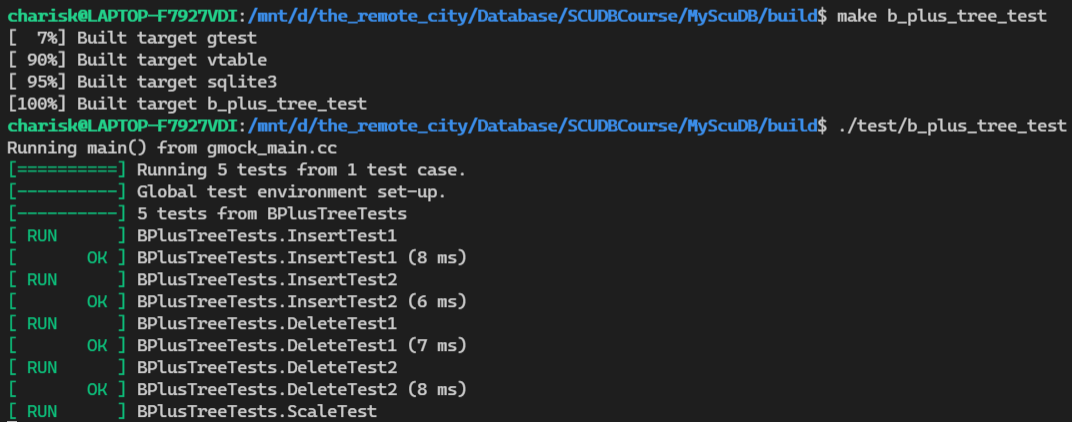 charisk@LAPTOP-F7927VDI:/mnt/d/the_remote_city/Database/SCUDBCourse/MyScuDB/build$ make b_plus_tree_test
[  7%] Built target gtest
[ 90%] Built target vtable
[ 95%] Built target sqlite3
[100%] Built target b_plus_tree_test
charisk@LAPTOP-F7927VDI:/mnt/d/the_remote_city/Database/SCUDBCourse/MyScuDB/build$ ./test/b_plus_tree_test
Running main() from gmock_main.cc
[==========] Running 5 tests from 1 test case.
[----------] Global test environment set-up.
[----------] 5 tests from BPlusTreeTests
[ RUN      ] BPlusTreeTests.InsertTest1
[       OK ] BPlusTreeTests.InsertTest1 (8 ms)
[ RUN      ] BPlusTreeTests.InsertTest2
[       OK ] BPlusTreeTests.InsertTest2 (6 ms)
[ RUN      ] BPlusTreeTests.DeleteTest1
[       OK ] BPlusTreeTests.DeleteTest1 (7 ms)
[ RUN      ] BPlusTreeTests.DeleteTest2
[       OK ] BPlusTreeTests.DeleteTest2 (8 ms)
[ RUN      ] BPlusTreeTests.ScaleTest